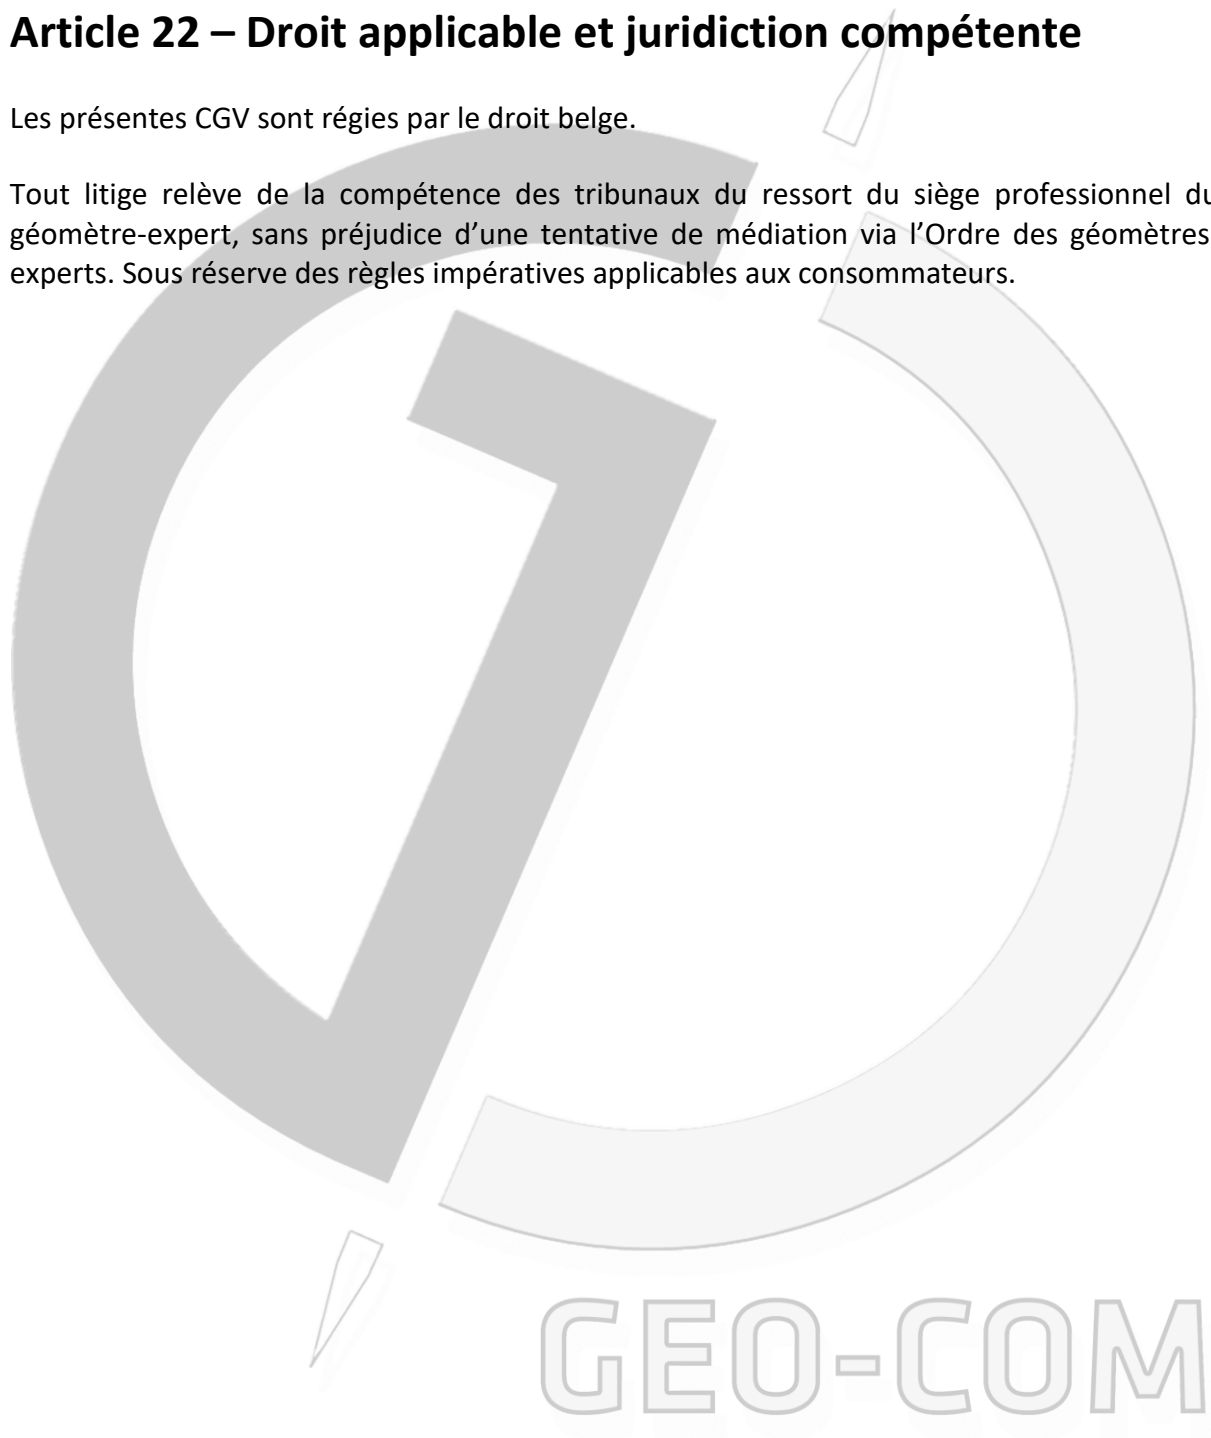 Article 22 – Droit applicable et juridiction compétente
Les présentes CGV sont régies par le droit belge.
Tout litige relève de la compétence des tribunaux du ressort du siège professionnel du
géomètre-expert, sans préjudice d’une tentative de médiation via l’Ordre des géomètres-
experts. Sous réserve des règles impératives applicables aux consommateurs.
GEO-COM